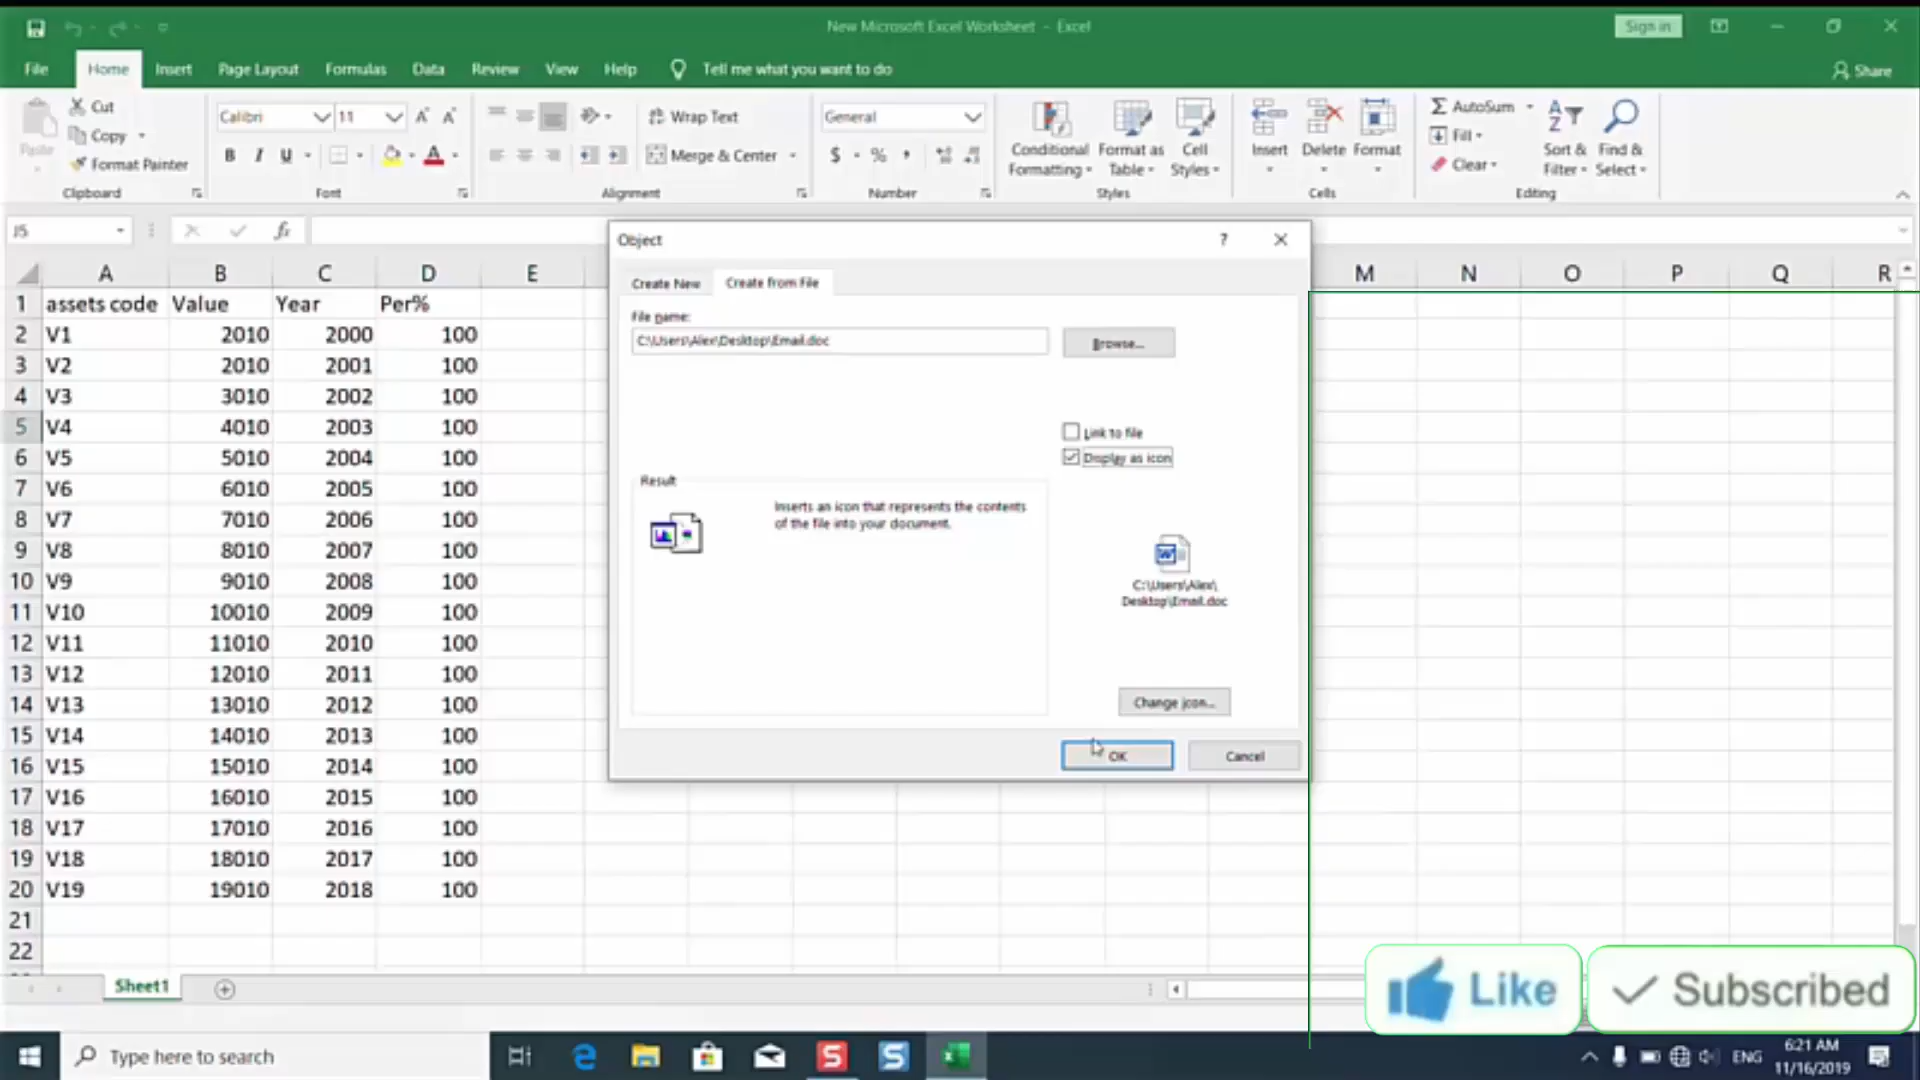 New Microsoft Excel Worksheet - Excel
Sign in
File Home Insert Page Layout Formulas Data Review View Help Tell me what you want to do
Share
Paste
Cut
Copy
Format Painter
Clipboard
Calibri 11
B I U
Font
Wrap Text
Merge & Center
Alignment
General
$ % ,
Number
Conditional Formatting
Format as Table
Cell Styles
Styles
Insert Delete Format
Cells
AutoSum
Fill
Clear
Sort & Filter
Find & Select
Editing
J5
fx
A B C D E M N O P Q R
1 assets code Value Year Per%
2 V1 2010 2000 100
3 V2 2010 2001 100
4 V3 3010 2002 100
5 V4 4010 2003 100
6 V5 5010 2004 100
7 V6 6010 2005 100
8 V7 7010 2006 100
9 V8 8010 2007 100
10 V9 9010 2008 100
11 V10 10010 2009 100
12 V11 11010 2010 100
13 V12 12010 2011 100
14 V13 13010 2012 100
15 V14 14010 2013 100
16 V15 15010 2014 100
17 V16 16010 2015 100
18 V17 17010 2016 100
19 V18 18010 2017 100
20 V19 19010 2018 100
21
22
Object
?
Create New Create from File
File name:
C:\Users\Alex\Desktop\Email.doc
Browse...
Link to file
Display as icon
Result
Inserts an icon that represents the contents
of the file into your document.
C:\Users\Alex\
Desktop\Email.doc
Change Icon...
OK Cancel
Sheet1
Like
Subscribed
Type here to search
ENG
6:21 AM
11/16/2019